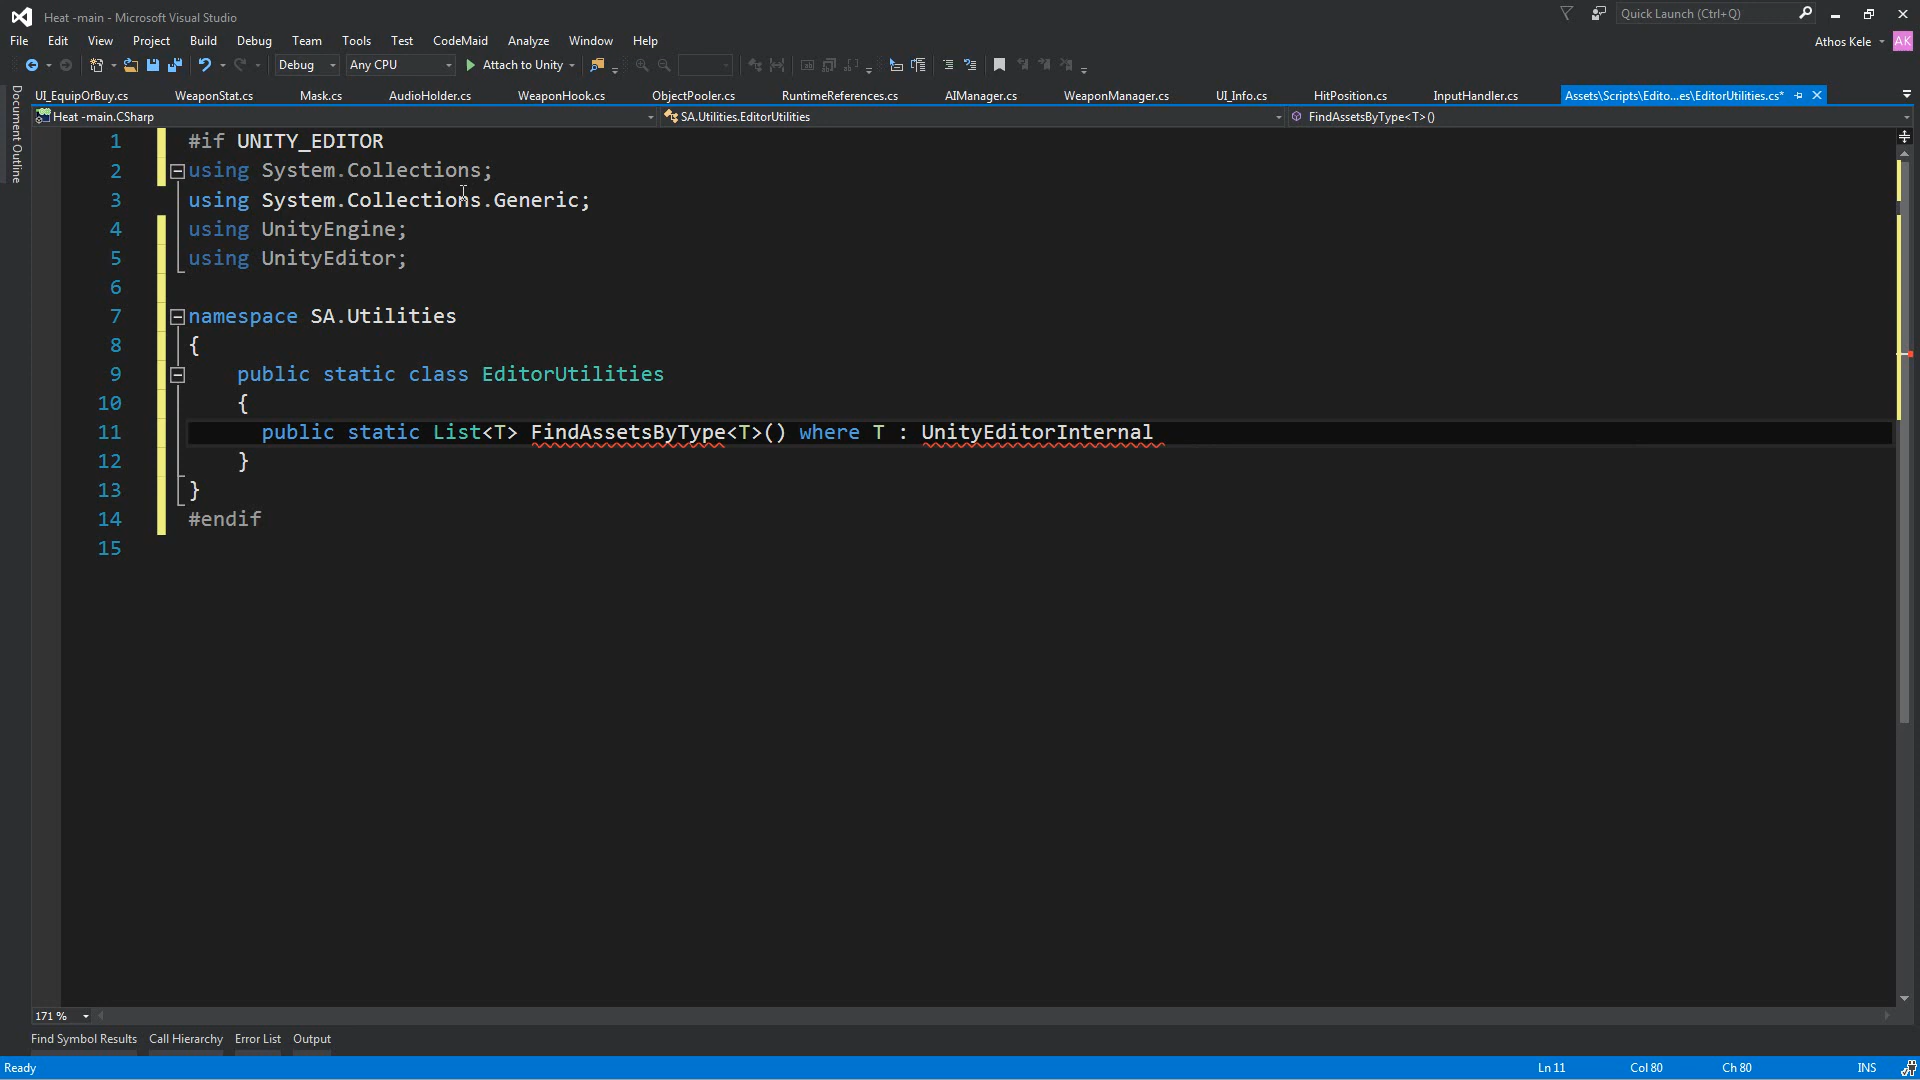 Heat -main - Microsoft Visual Studio
Quick Launch (Ctrl+Q)
File Edit View Project Build Debug Team Tools Test CodeMaid Analyze Window Help
Athos Kele AK
Debug Any CPU Attach to Unity
Document Outline
UI_EquipOrBuy.cs WeaponStat.cs Mask.cs AudioHolder.cs WeaponHook.cs ObjectPooler.cs RuntimeReferences.cs AIManager.cs WeaponManager.cs UI_Info.cs HitPosition.cs InputHandler.cs Assets\Scripts\Edito...es\EditorUtilities.cs*
Heat -main.CSharp SA.Utilities.EditorUtilities FindAssetsByType<T>()
1 #if UNITY_EDITOR
2 using System.Collections;
3 using System.Collections.Generic;
4 using UnityEngine;
5 using UnityEditor;
6
7 namespace SA.Utilities
8 {
9 public static class EditorUtilities
10 {
11 public static List<T> FindAssetsByType<T>() where T : UnityEditorInternal
12 }
13 }
14 #endif
15
171 %
Find Symbol Results Call Hierarchy Error List Output
Ready Ln 11 Col 80 Ch 80 INS